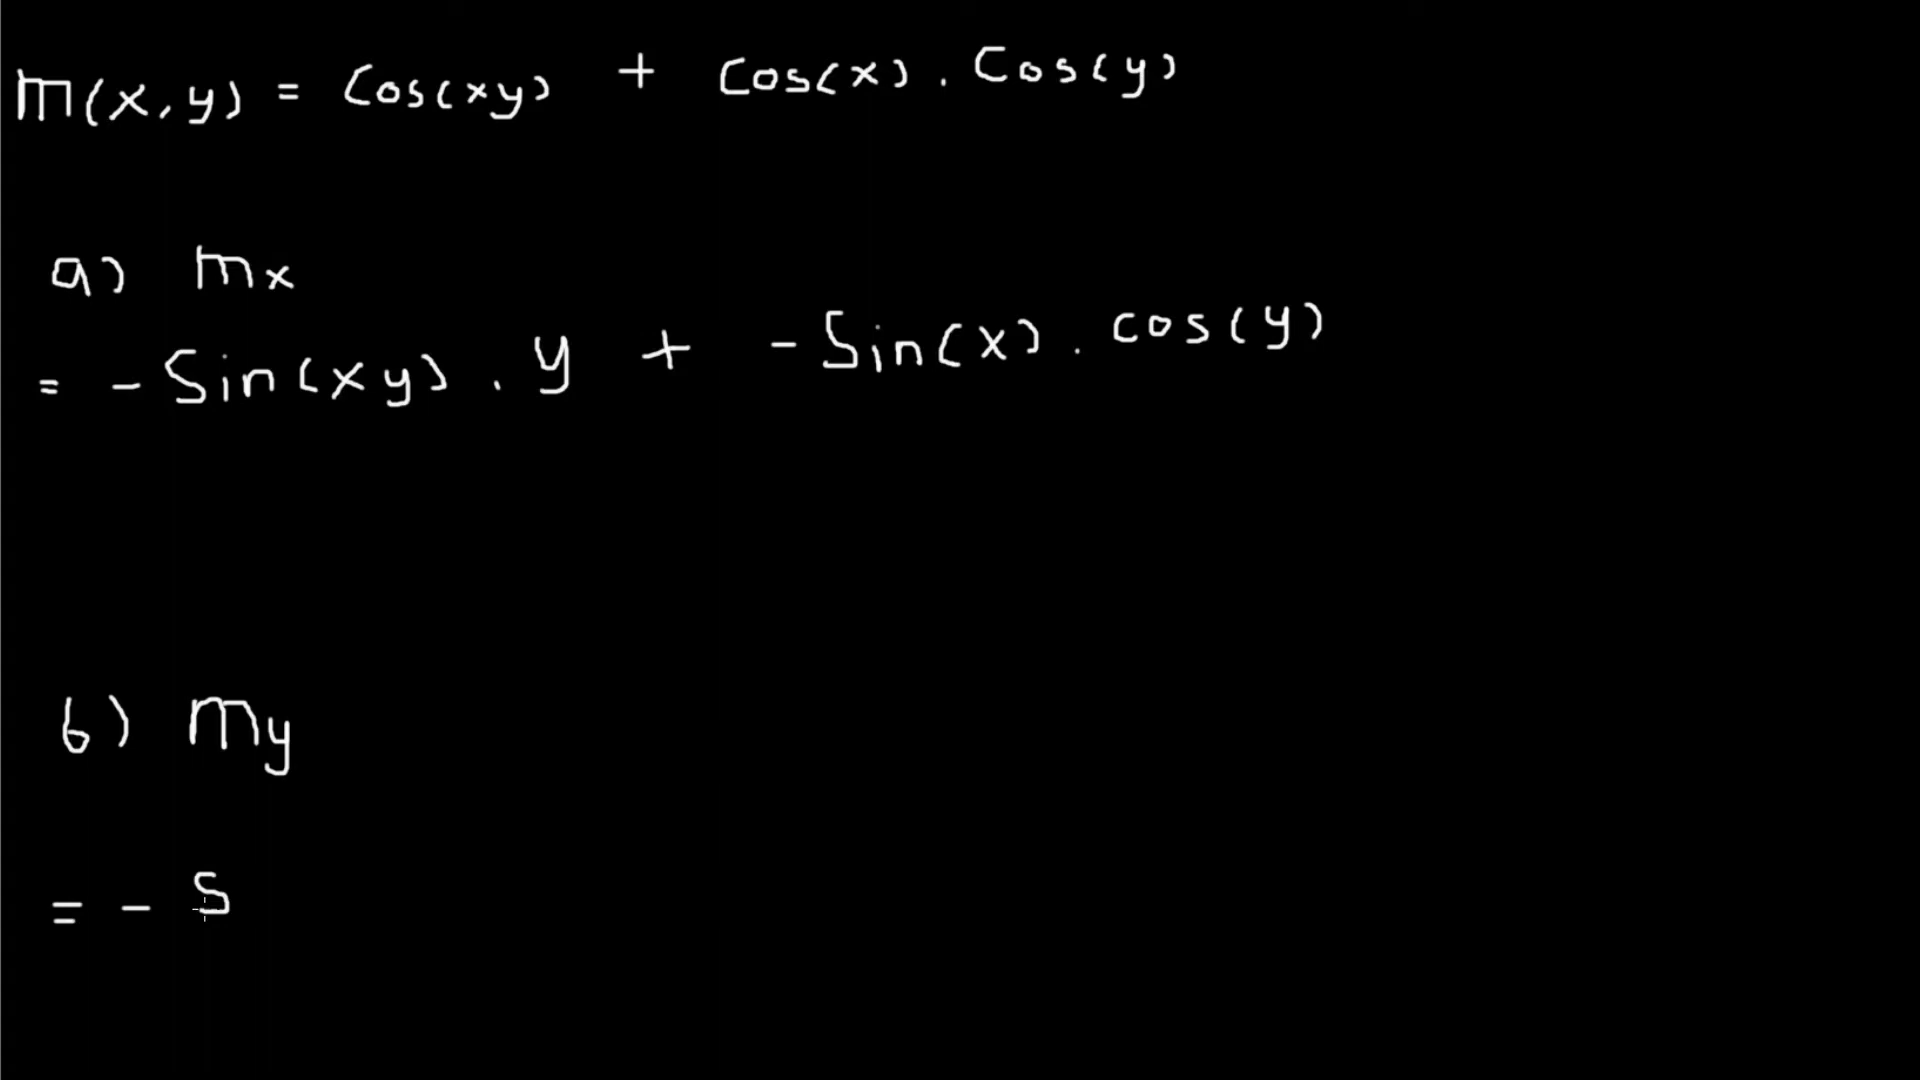 m(x,y) = cos(xy) + cos(x) . cos(y)
a) mx
= - Sin(xy) . y + - Sin(x) . cos(y)
b) my
= - S